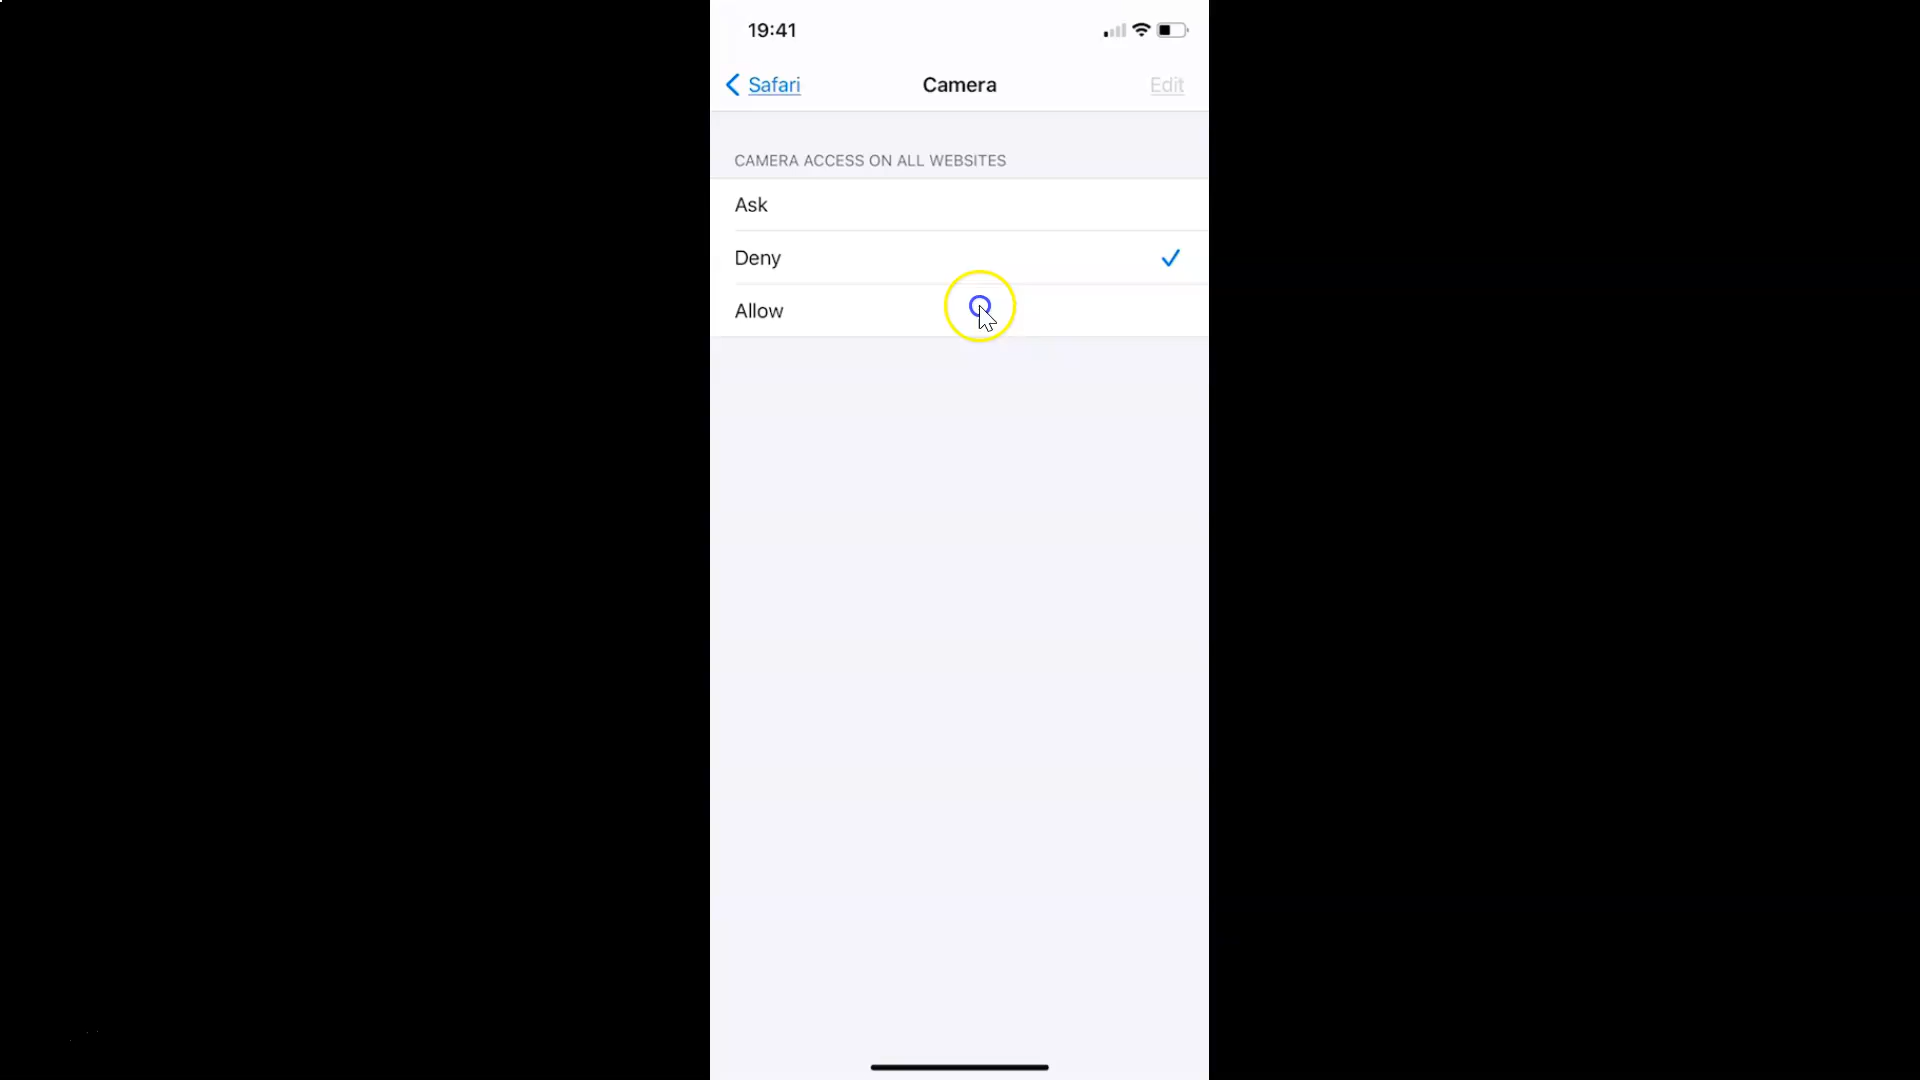 19:41
Safari
Camera
Edit
CAMERA ACCESS ON ALL WEBSITES
Ask
Deny
Allow